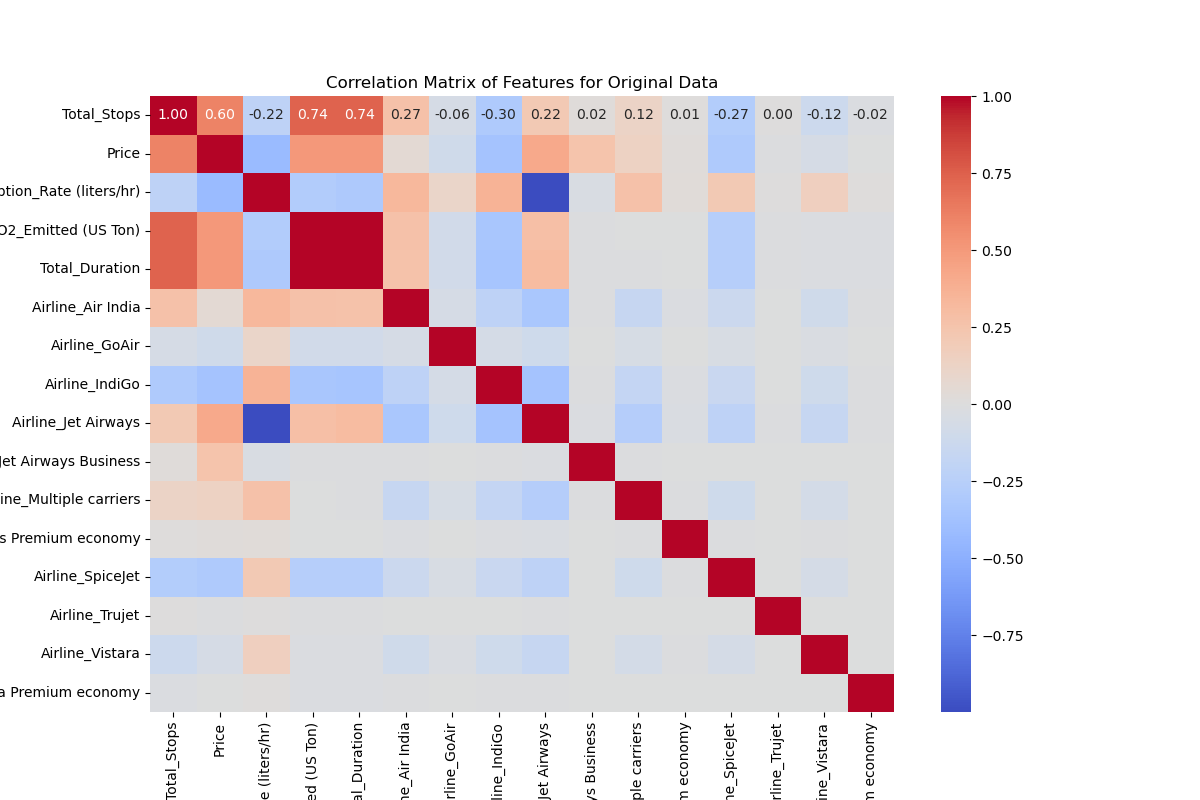 Correlation Matrix of Features for Original Data
Total_Stops 1.00 0.60 -0.22 0.74 0.74 0.27 -0.06 -0.30 0.22 0.02 0.12 0.01 -0.27 0.00 -0.12 -0.02
Price
ption_Rate (liters/hr)
O2_Emitted (US Ton)
Total_Duration
Airline_Air India
Airline_GoAir
Airline_IndiGo
Airline_Jet Airways
Jet Airways Business
ine_Multiple carriers
s Premium economy
Airline_SpiceJet
Airline_Trujet
Airline_Vistara
a Premium economy
Total_Stops
Price
e (liters/hr)
ed (US Ton)
al_Duration
ne_Air India
rline_GoAir
line_IndiGo
Jet Airways
ys Business
ple carriers
m economy
ne_SpiceJet
rline_Trujet
ine_Vistara
m economy
1.00
0.75
0.50
0.25
0.00
−0.25
−0.50
−0.75